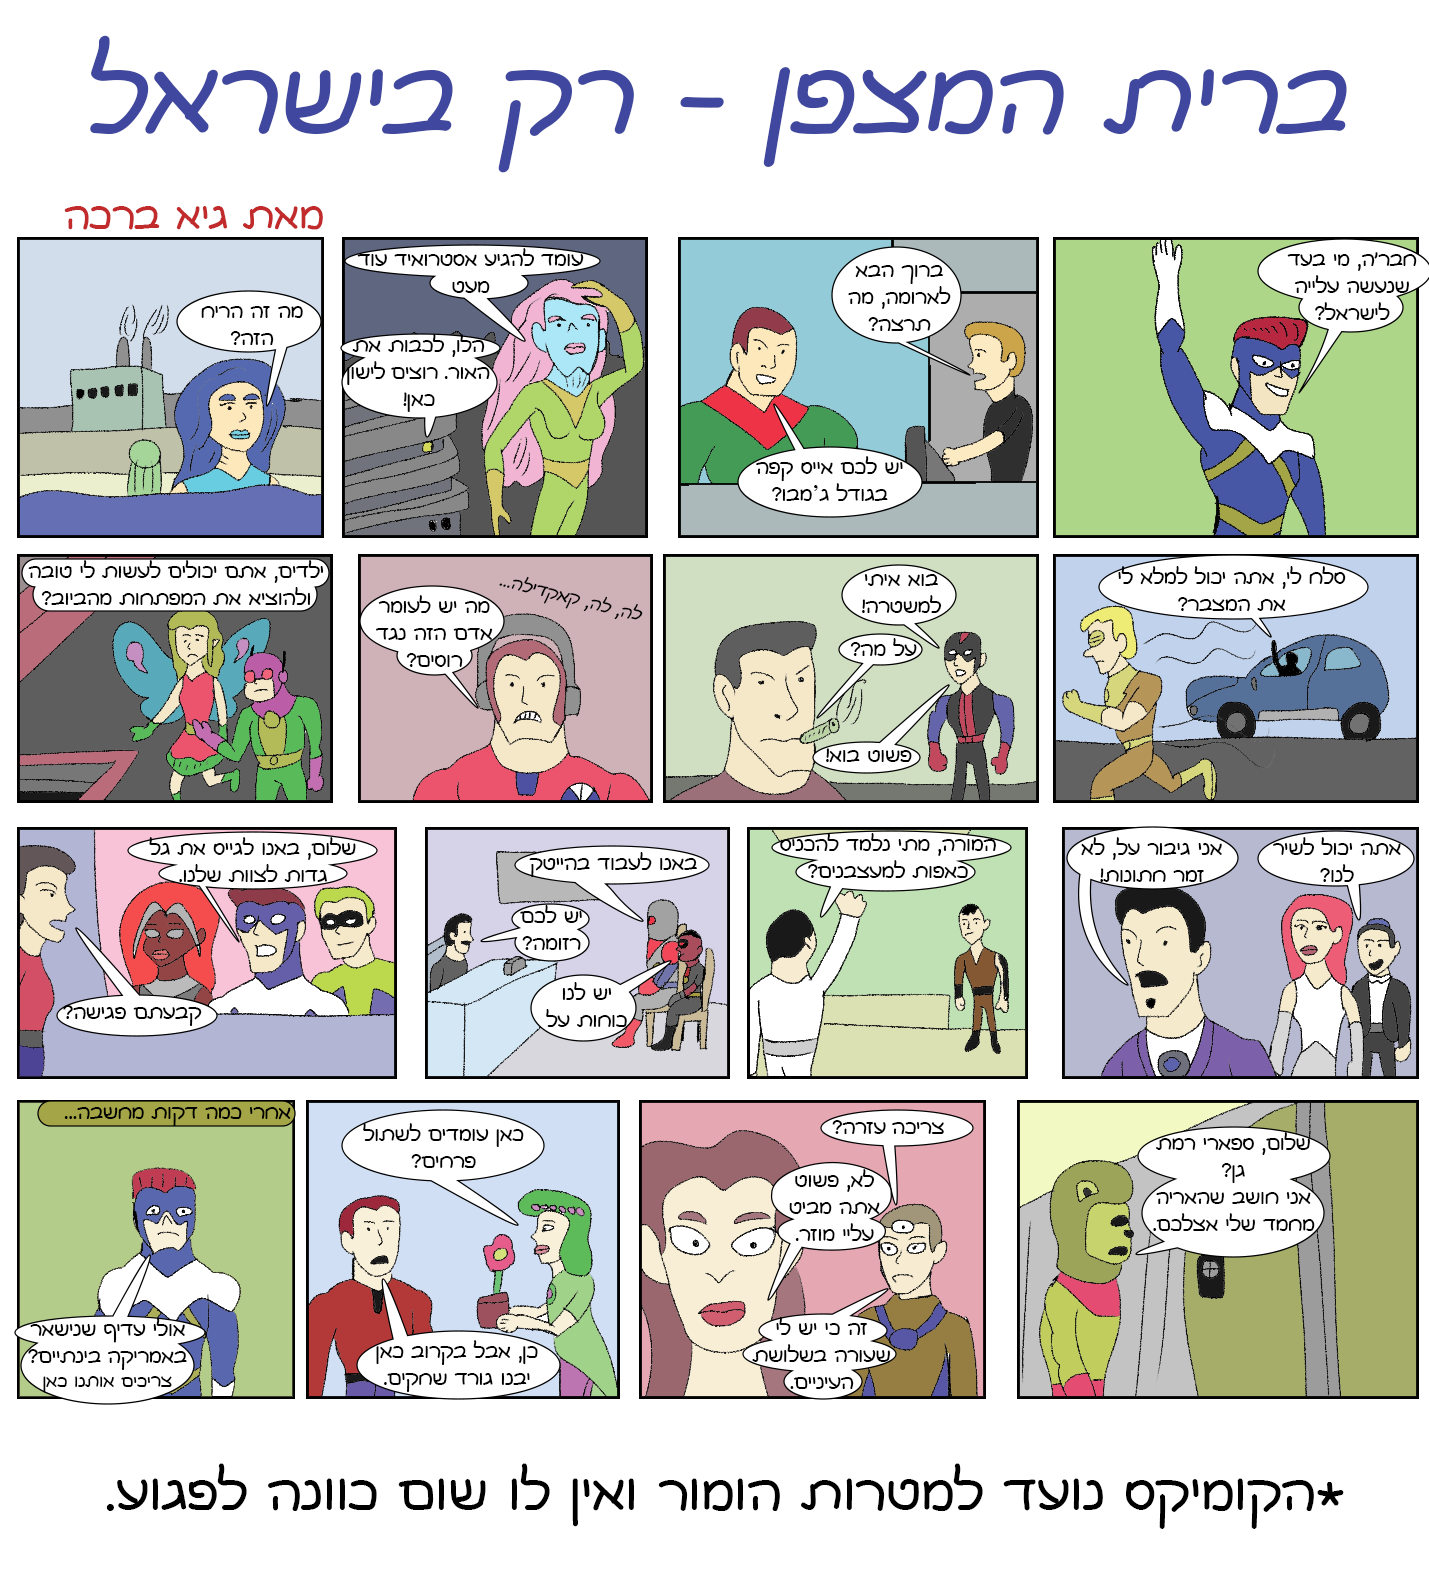 ברית המצפן - רק בישראל
מאת גיא ברכה
חבר'ה, מי בעד
שנעשה עלייה
לישראל?
ברוך הבא
לארומה, מה
תרצה?
יש לכם אייס קפה
בגודל ג'מבו?
עומד להגיע אסטרואיד עוד
מעט
הלו, לכבות את
האור. רוצים לישון
כאן!
מה זה הריח
הזה?
סלח לי, אתה יכול למלא לי
את המצבר?
בוא איתי
למשטרה!
על מה?
פשוט בוא!
לה, לה, קאקדילה...
מה יש לעומר
אדם הזה נגד
רוסים?
ילדים, אתם יכולים לעשות לי טובה
ולהוציא את המפתחות מהביוב?
אתה יכול לשיר
לנו?
אני גיבור על, לא
זמר חתונות!
המורה, מתי נלמד להכניס
כאפות למעצבנים?
באנו לעבוד בהייטק
יש לכם
רזומה?
יש לנו
כוחות על
שלום, באנו לגייס את גל
גדות לצוות שלנו.
קבעתם פגישה?
שלום, ספארי רמת
גן?
אני חושב שהאריה
מחמד שלי אצלכם.
צריכה עזרה?
לא, פשוט
אתה מביט
עליי מוזר.
זה כי יש לי
שעורה בשלושת
העיניים.
כאן עומדים לשתול
פרחים?
כן, אבל בקרוב כאן
יבנו גורד שחקים.
אחרי כמה דקות מחשבה...
אולי עדיף שנישאר
באמריקה בינתיים?
צריכים אותנו כאן
*הקומיקס נועד למטרות הומור ואין לו שום כוונה לפגוע.